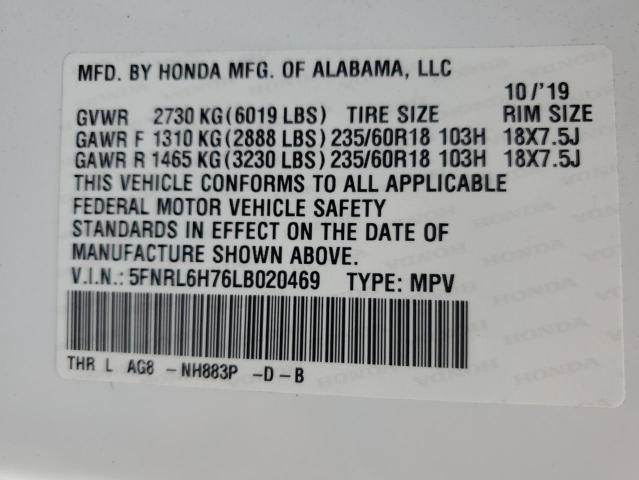 MFD. BY HONDA MFG. OF ALABAMA, LLC
10/'19
GVWR 2730 KG(6019 LBS) TIRE SIZE RIM SIZE
GAWR F 1310 KG(2888 LBS) 235/60R18 103H 18X7.5J
GAWR R 1465 KG(3230 LBS) 235/60R18 103H 18X7.5J
THIS VEHICLE CONFORMS TO ALL APPLICABLE
FEDERAL MOTOR VEHICLE SAFETY
STANDARDS IN EFFECT ON THE DATE OF
MANUFACTURE SHOWN ABOVE.
V.I.N.: 5FNRL6H76LB020469 TYPE: MPV
THR L AG8 -NH883P -D-B